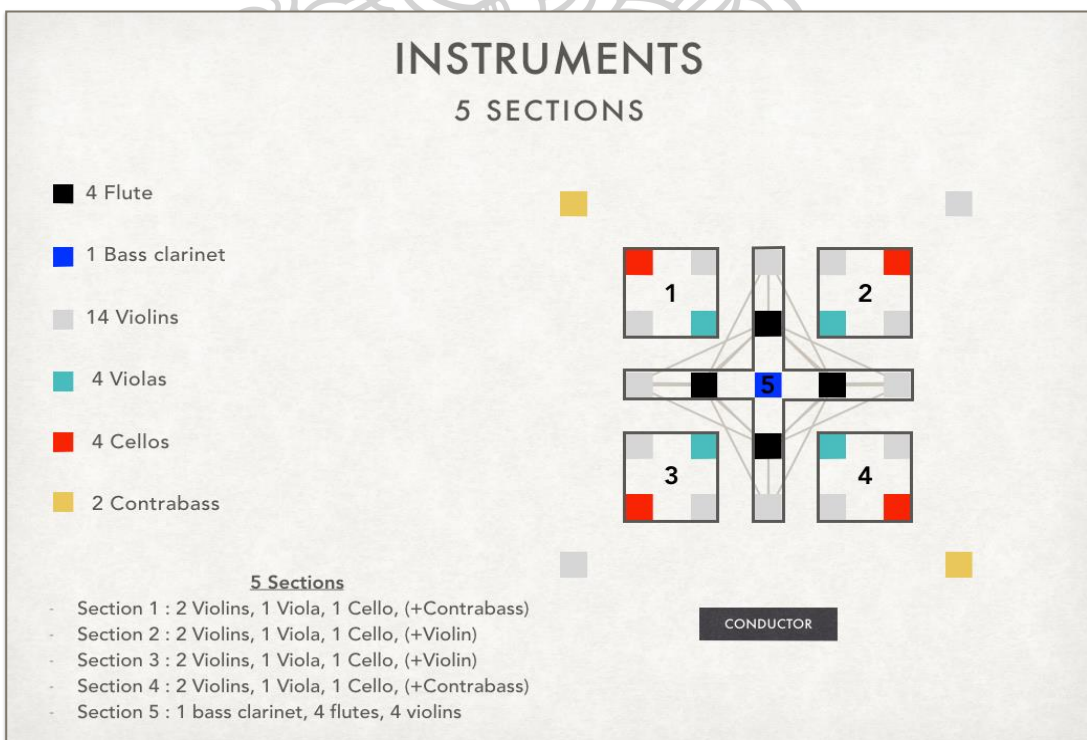 INSTRUMENTS
5 SECTIONS
4 Flute
1 Bass clarinet
14 Violins
4 Violas
4 Cellos
2 Contrabass
1
2
5
3
4
5 Sections
- Section 1 : 2 Violins, 1 Viola, 1 Cello, (+Contrabass)
- Section 2 : 2 Violins, 1 Viola, 1 Cello, (+Violin)
- Section 3 : 2 Violins, 1 Viola, 1 Cello, (+Violin)
- Section 4 : 2 Violins, 1 Viola, 1 Cello, (+Contrabass)
- Section 5 : 1 bass clarinet, 4 flutes, 4 violins
CONDUCTOR